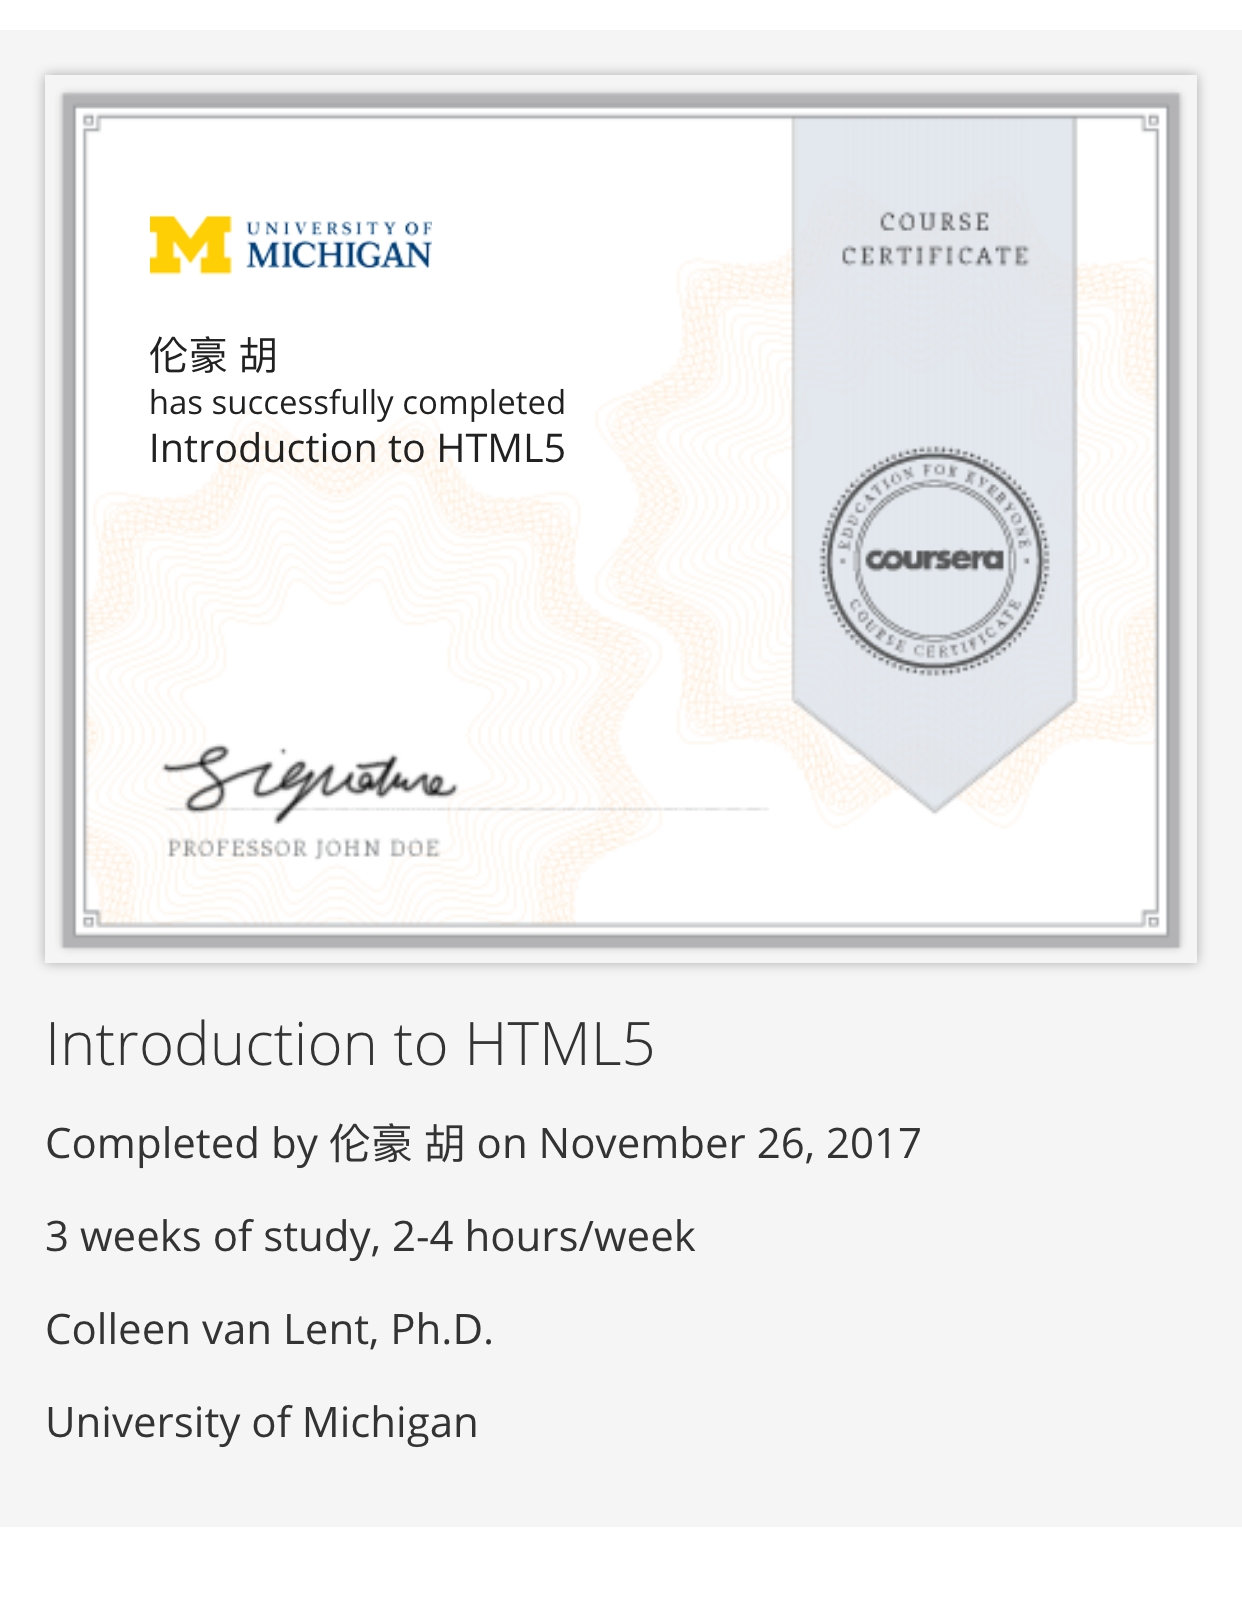 UNIVERSITY OF
MICHIGAN
伦豪 胡
has successfully completed
Introduction to HTML5
COURSE
CERTIFICATE
EDUCATION FOR EVERYONE
coursera
COURSE CERTIFICATE
Signature
PROFESSOR JOHN DOE
Introduction to HTML5
Completed by 伦豪 胡 on November 26, 2017
3 weeks of study, 2-4 hours/week
Colleen van Lent, Ph.D.
University of Michigan